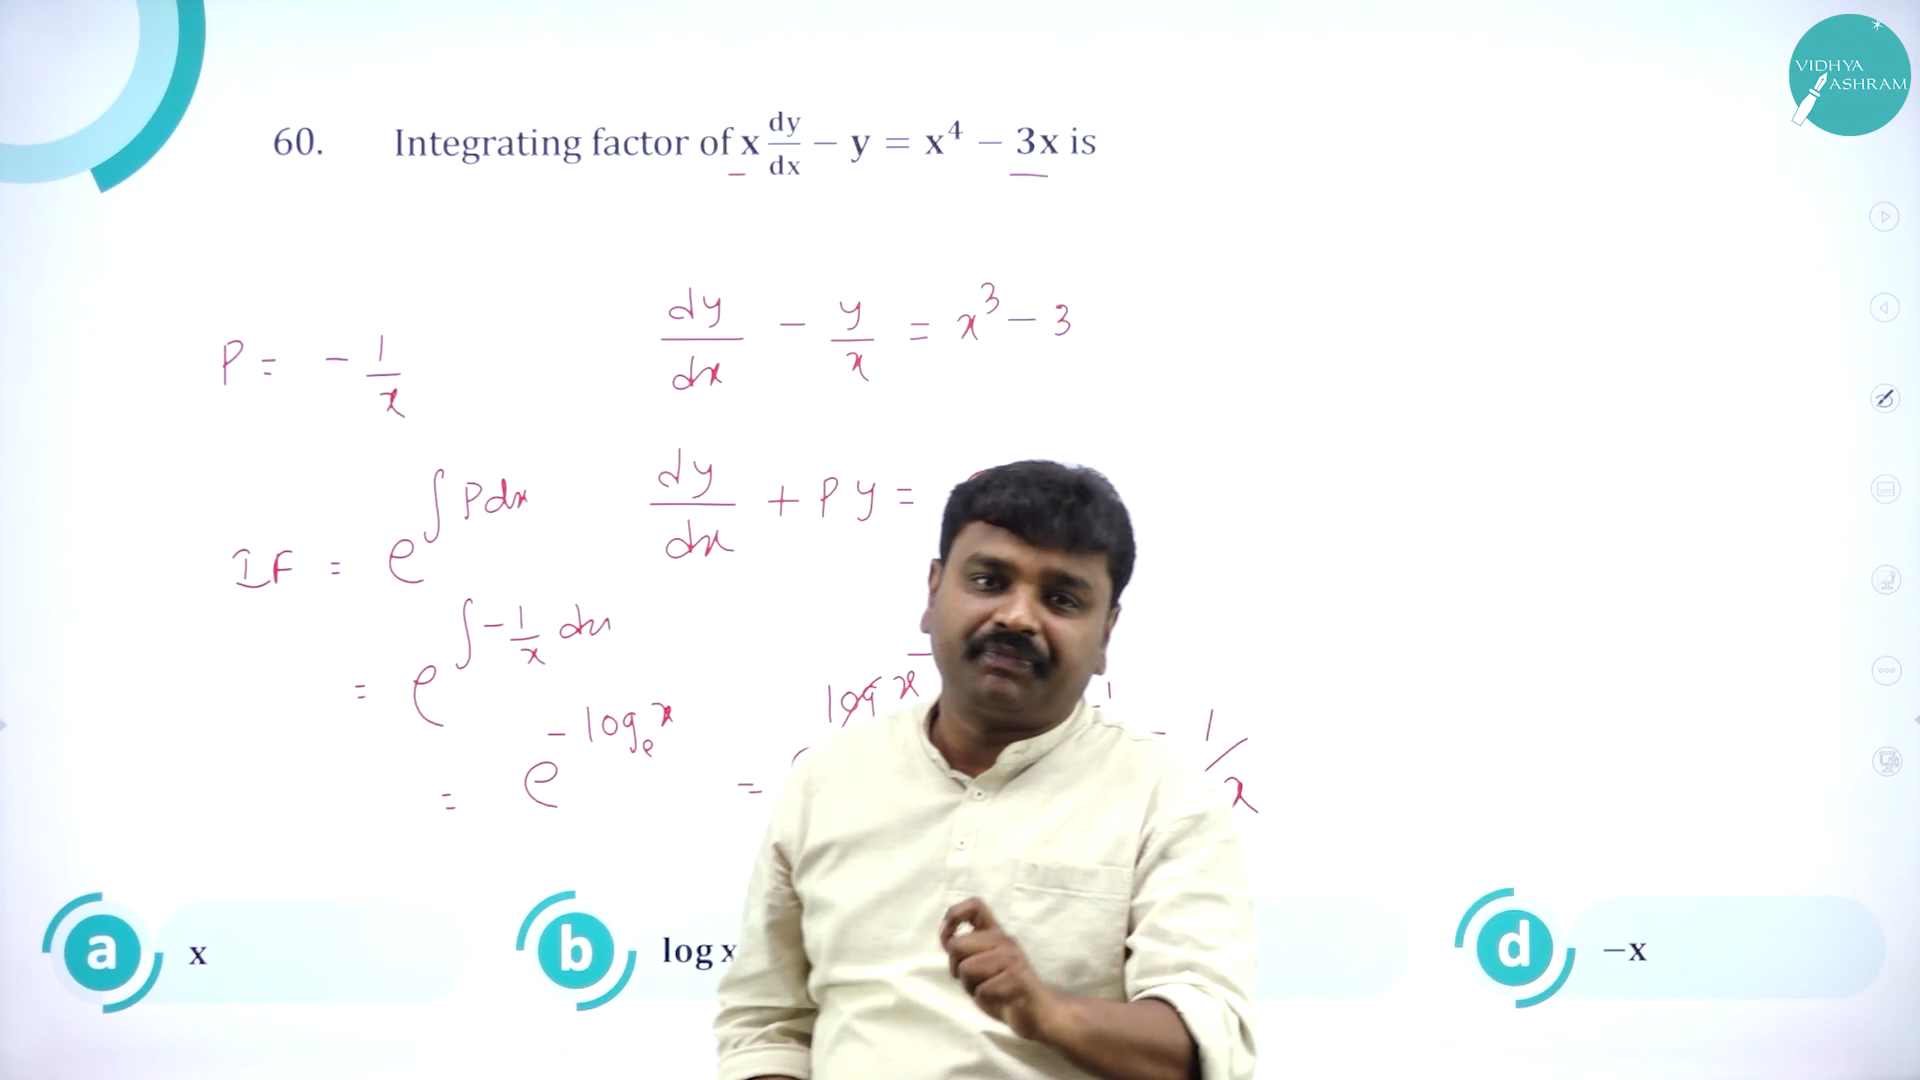 VIDHYA
ASHRAM
60. Integrating factor of x dy/dx − y = x⁴ − 3x is
dy/dx − y/x = x³ − 3
P = − 1/x
dy/dx + Py =
IF = e^∫Pdx
= e^∫−1/x dx
= e^−logₑx = log x 1/x
a x
b log x
d −x